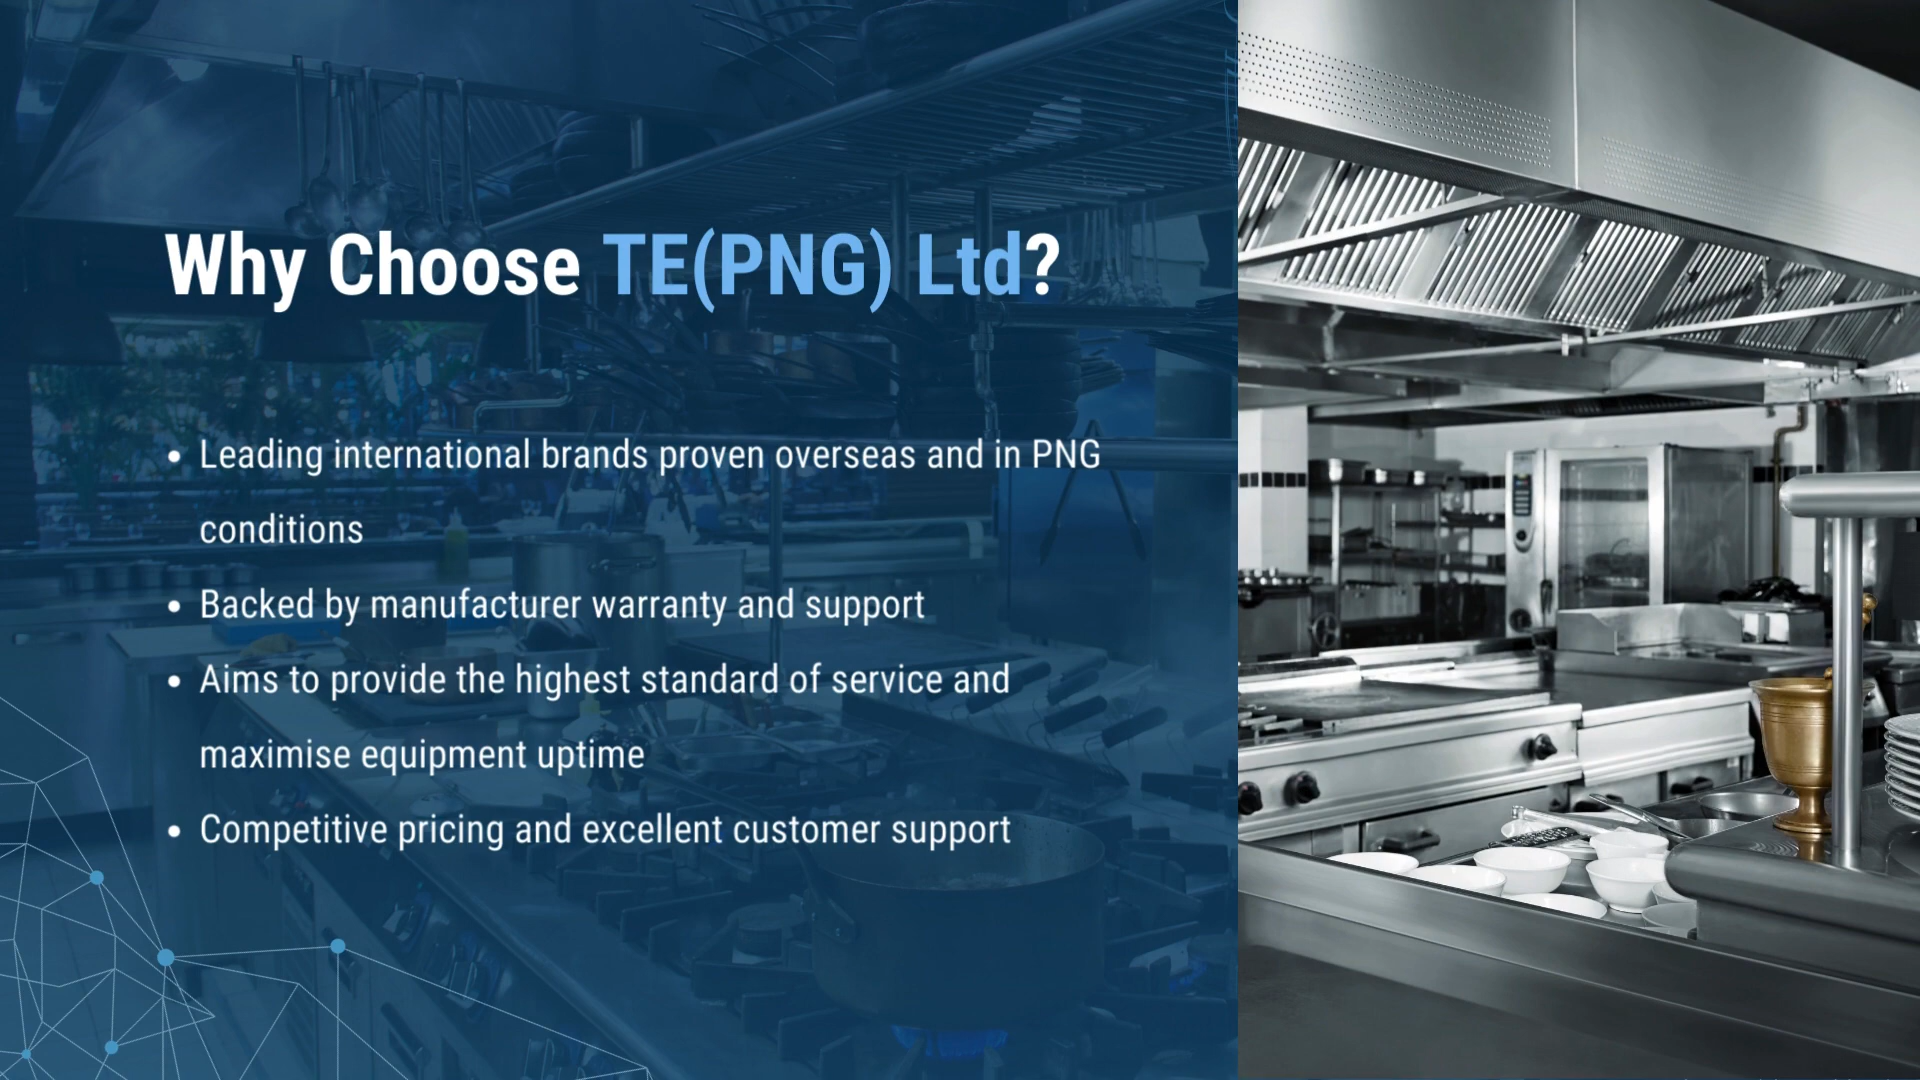 Why Choose TE(PNG) Ltd?
• Leading international brands proven overseas and in PNG
conditions
• Backed by manufacturer warranty and support
• Aims to provide the highest standard of service and
maximise equipment uptime
• Competitive pricing and excellent customer support